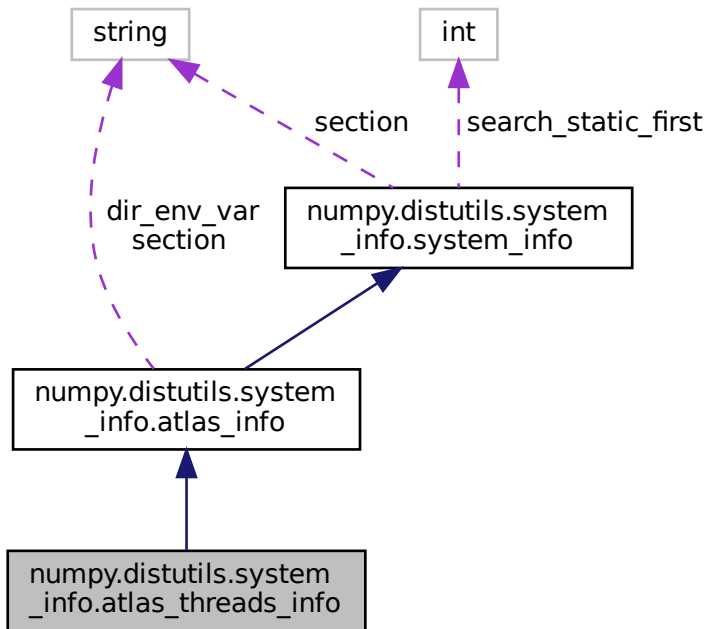 string
int
section
search_static_first
dir_env_var
section
numpy.distutils.system
_info.system_info
numpy.distutils.system
_info.atlas_info
numpy.distutils.system
_info.atlas_threads_info